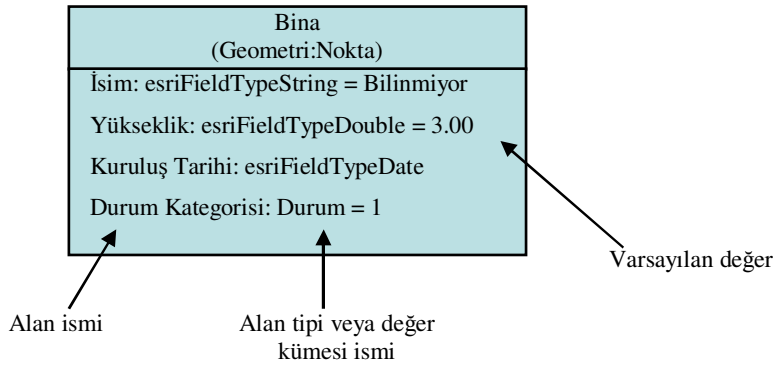 Bina
(Geometri:Nokta)
İsim: esriFieldTypeString = Bilinmiyor
Yükseklik: esriFieldTypeDouble = 3.00
Kuruluş Tarihi: esriFieldTypeDate
Durum Kategorisi: Durum = 1
Varsayılan değer
Alan ismi
Alan tipi veya değer
kümesi ismi